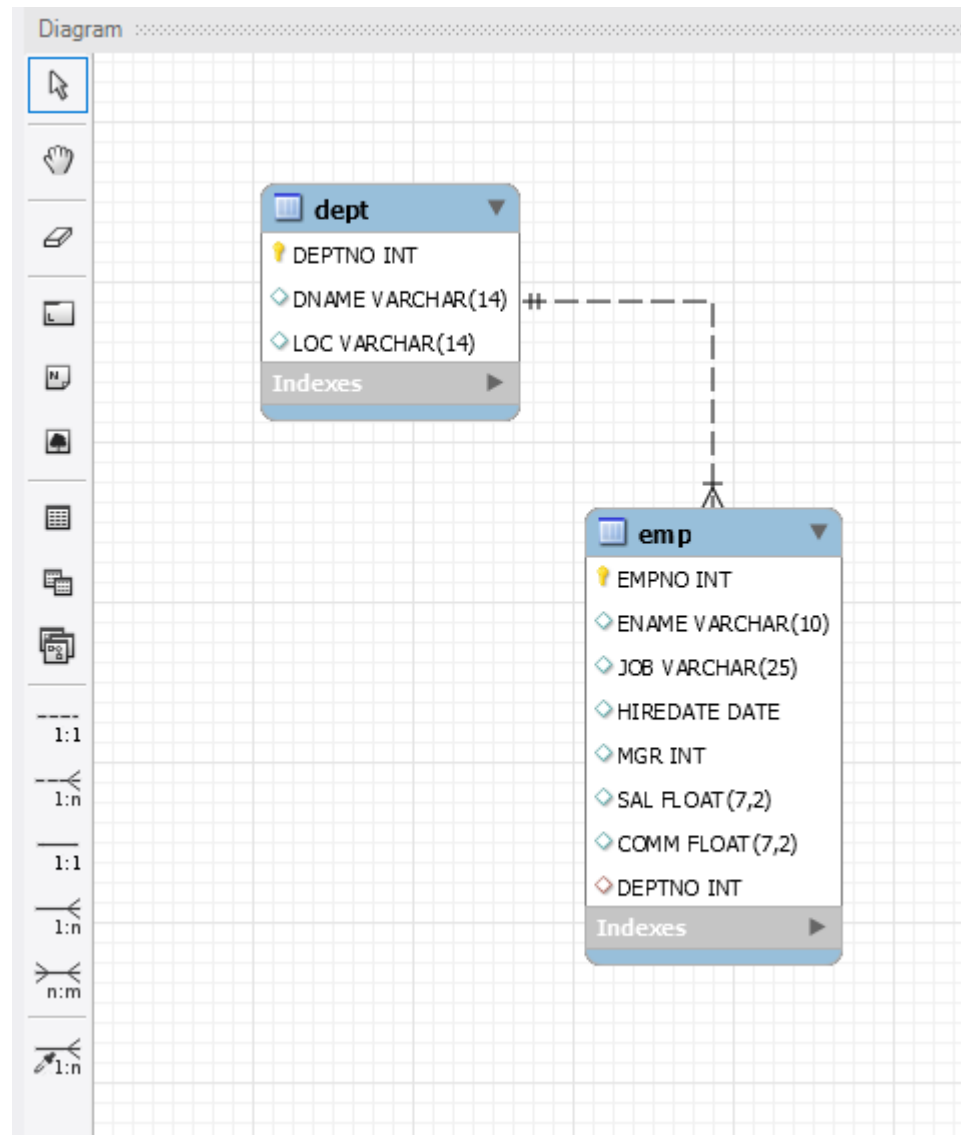 Diagram
dept
DEPTNO INT
DNAME VARCHAR(14)
LOC VARCHAR(14)
Indexes
emp
EMPNO INT
ENAME VARCHAR(10)
JOB VARCHAR(25)
HIREDATE DATE
MGR INT
SAL FLOAT(7,2)
COMM FLOAT(7,2)
DEPTNO INT
Indexes
L
N
1:1
1:n
1:1
1:n
n:m
1:n